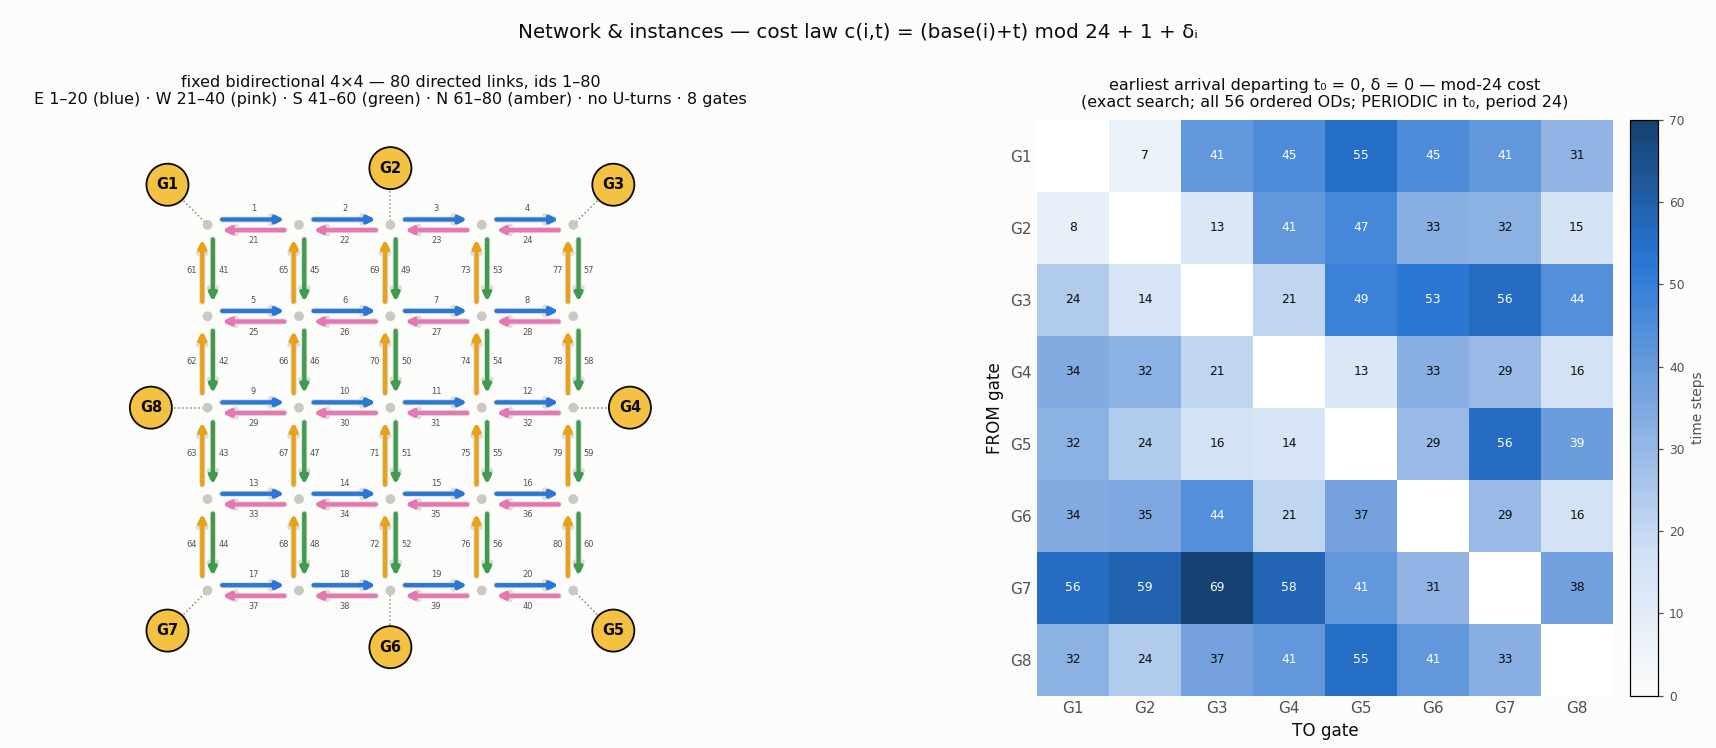 Network & instances — cost law c(i,t) = (base(i)+t) mod 24 + 1 + δᵢ
fixed bidirectional 4×4 — 80 directed links, ids 1–80
E 1–20 (blue) · W 21–40 (pink) · S 41–60 (green) · N 61–80 (amber) · no U-turns · 8 gates
G1 G2 G3
1 2 3 4
21 22 23 24
61 41 65 45 69 49 73 53 77 57
5 6 7 8
25 26 27 28
62 42 66 46 70 50 74 54 78 58
9 10 11 12
G8 G4
29 30 31 32
63 43 67 47 71 51 75 55 79 59
13 14 15 16
33 34 35 36
64 44 68 48 72 52 76 56 80 60
17 18 19 20
37 38 39 40
G7 G6 G5
earliest arrival departing t₀ = 0, δ = 0 — mod-24 cost
(exact search; all 56 ordered ODs; PERIODIC in t₀, period 24)
FROM gate
G1 7 41 45 55 45 41 31
G2 8 13 41 47 33 32 15
G3 24 14 21 49 53 56 44
G4 34 32 21 13 33 29 16
G5 32 24 16 14 29 56 39
G6 34 35 44 21 37 29 16
G7 56 59 69 58 41 31 38
G8 32 24 37 41 55 41 33
G1 G2 G3 G4 G5 G6 G7 G8
TO gate
70
60
50
40
30
20
10
0
time steps